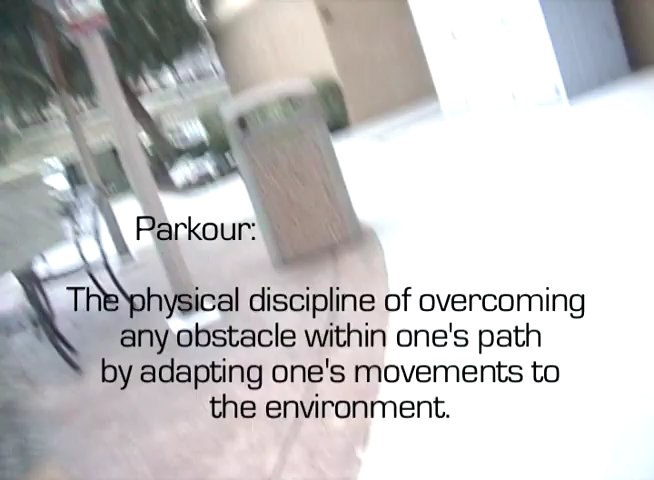 Parkour:
The physical discipline of overcoming
any obstacle within one's path
by adapting one's movements to
the environment.